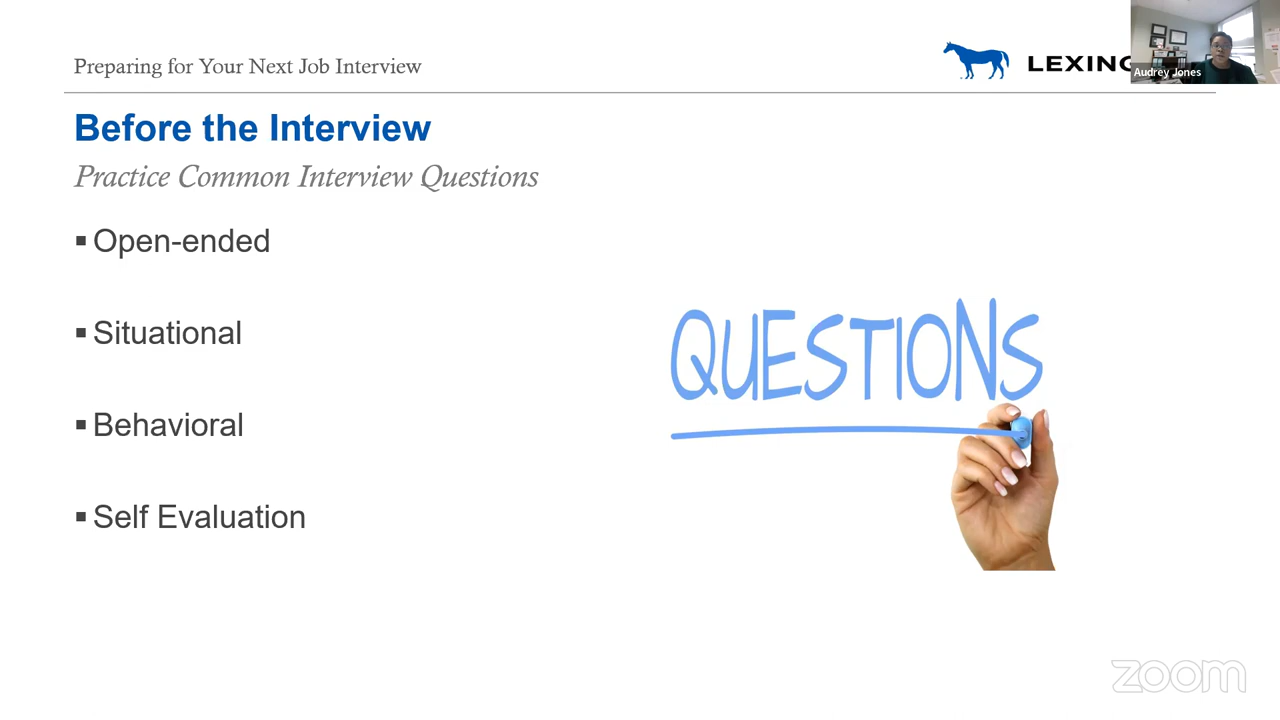 Preparing for Your Next Job Interview
LEXING
Audrey Jones
Before the Interview
Practice Common Interview Questions
Open-ended
Situational
Behavioral
Self Evaluation
QUESTIONS
zoom